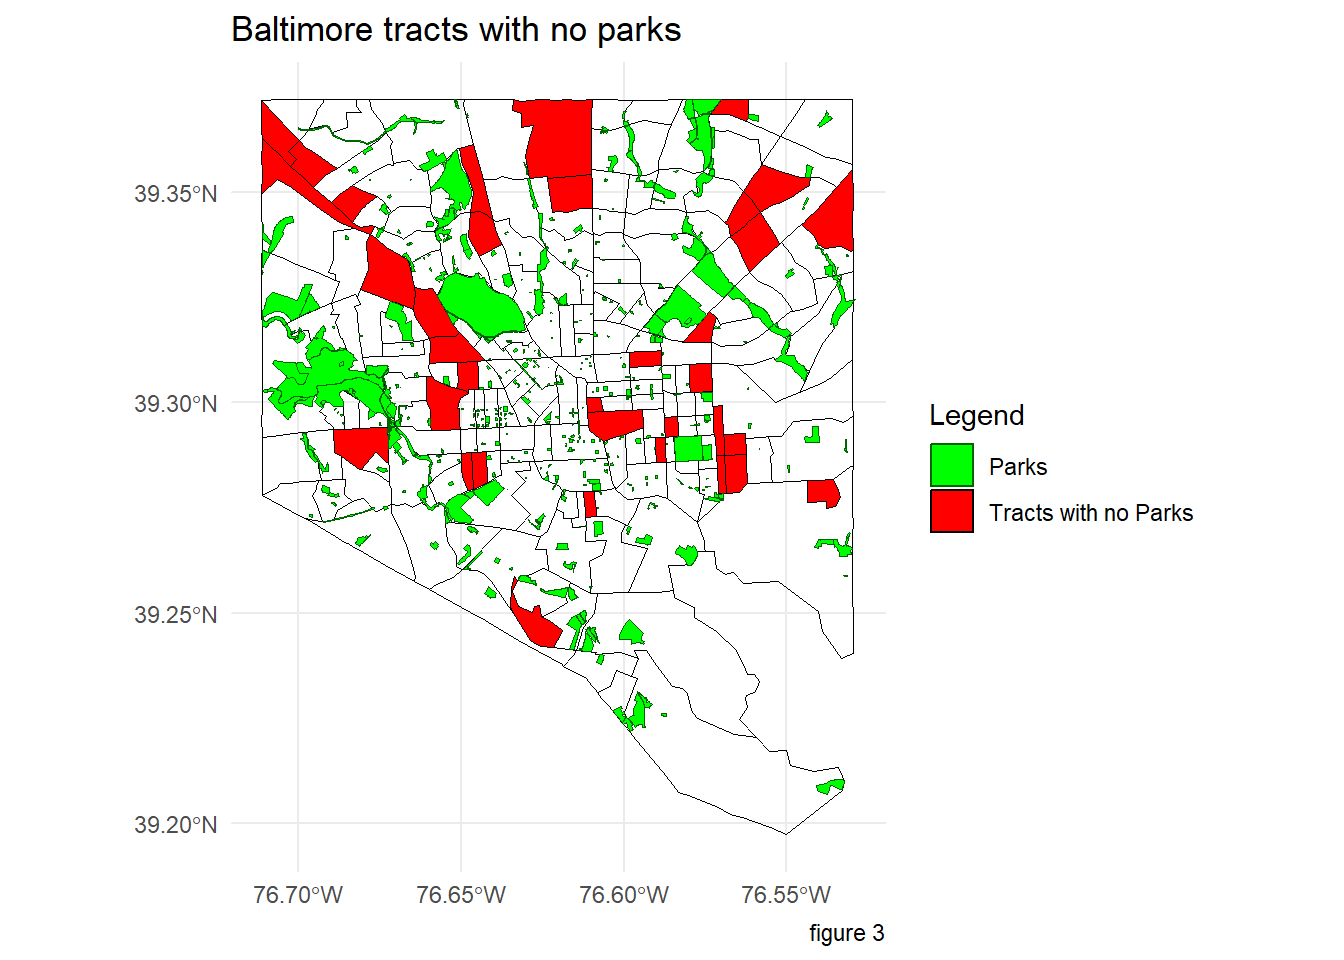 Baltimore tracts with no parks
39.35°N
39.30°N
39.25°N
39.20°N
76.70°W
76.65°W
76.60°W
76.55°W
Legend
Parks
Tracts with no Parks
figure 3